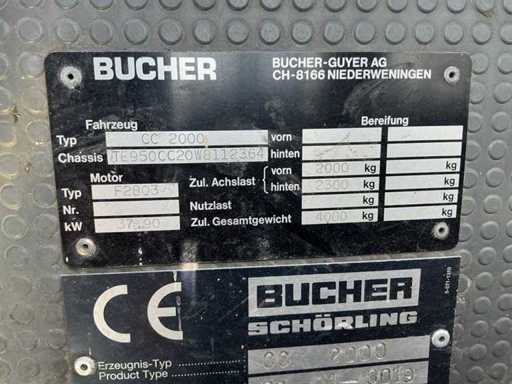 BUCHER
BUCHER-GUYER AG
CH-8166 NIEDERWENINGEN
Fahrzeug
Bereifung
Typ CC 2000 vorn
Chassis hinten
Motor vorn 2000 kg kg
Typ Zul. Achslast hinten 2300 kg kg
Nr. Nutzlast kg kg
kW Zul. Gesamtgewicht 4000 kg kg
CE
BUCHER
SCHÖRLING
Erzeugnis-Typ 2000
Product Type